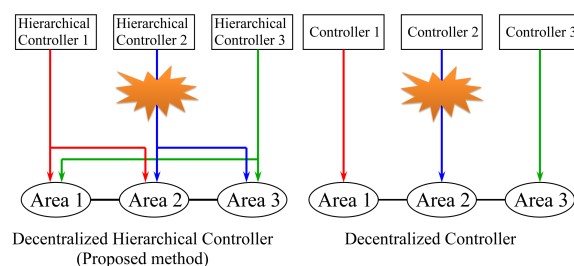 Hierarchical
Controller 1
Hierarchical
Controller 2
Hierarchical
Controller 3
Controller 1
Controller 2
Controller 3
Area 1
Area 2
Area 3
Area 1
Area 2
Area 3
Decentralized Hierarchical Controller
(Proposed method)
Decentralized Controller